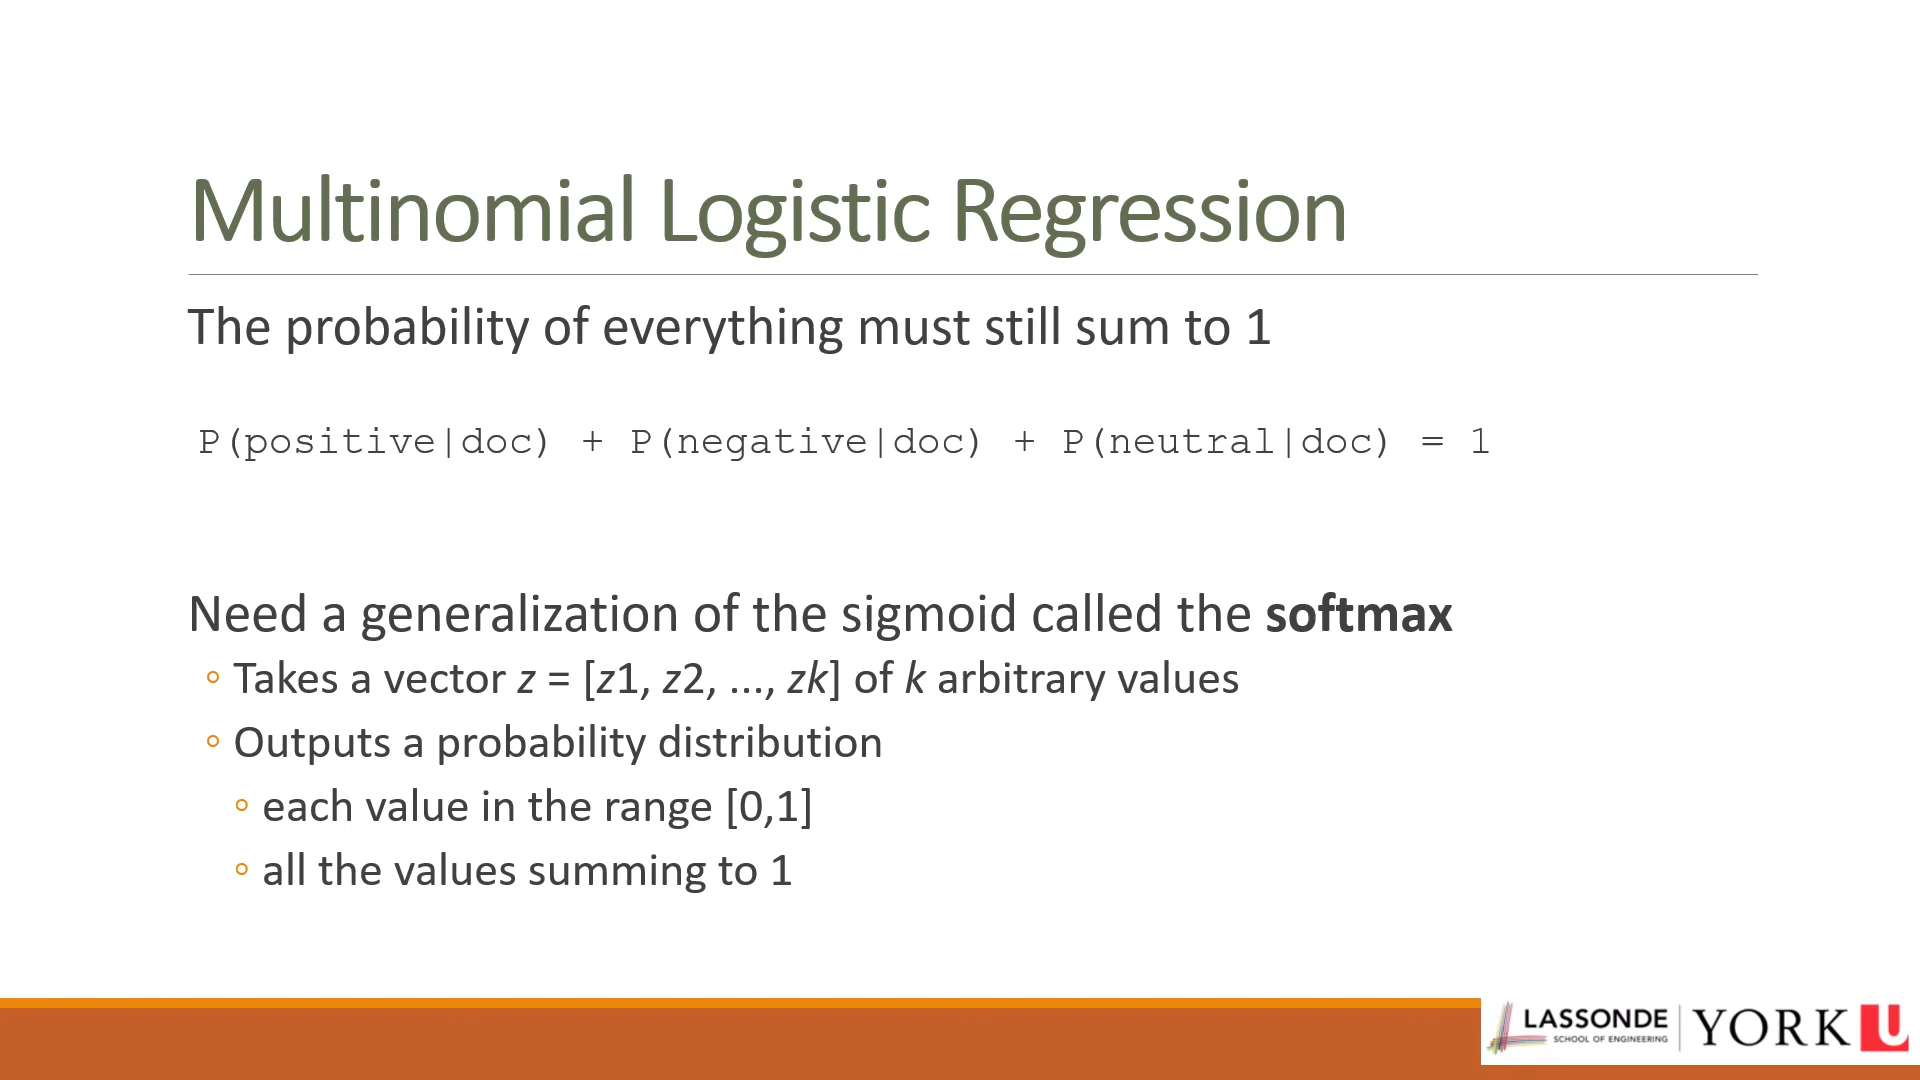 Multinomial Logistic Regression
The probability of everything must still sum to 1
P(positive|doc) + P(negative|doc) + P(neutral|doc) = 1
Need a generalization of the sigmoid called the softmax
◦ Takes a vector z = [z1, z2, ..., zk] of k arbitrary values
◦ Outputs a probability distribution
◦ each value in the range [0,1]
◦ all the values summing to 1
LASSONDE
SCHOOL OF ENGINEERING
YORK U